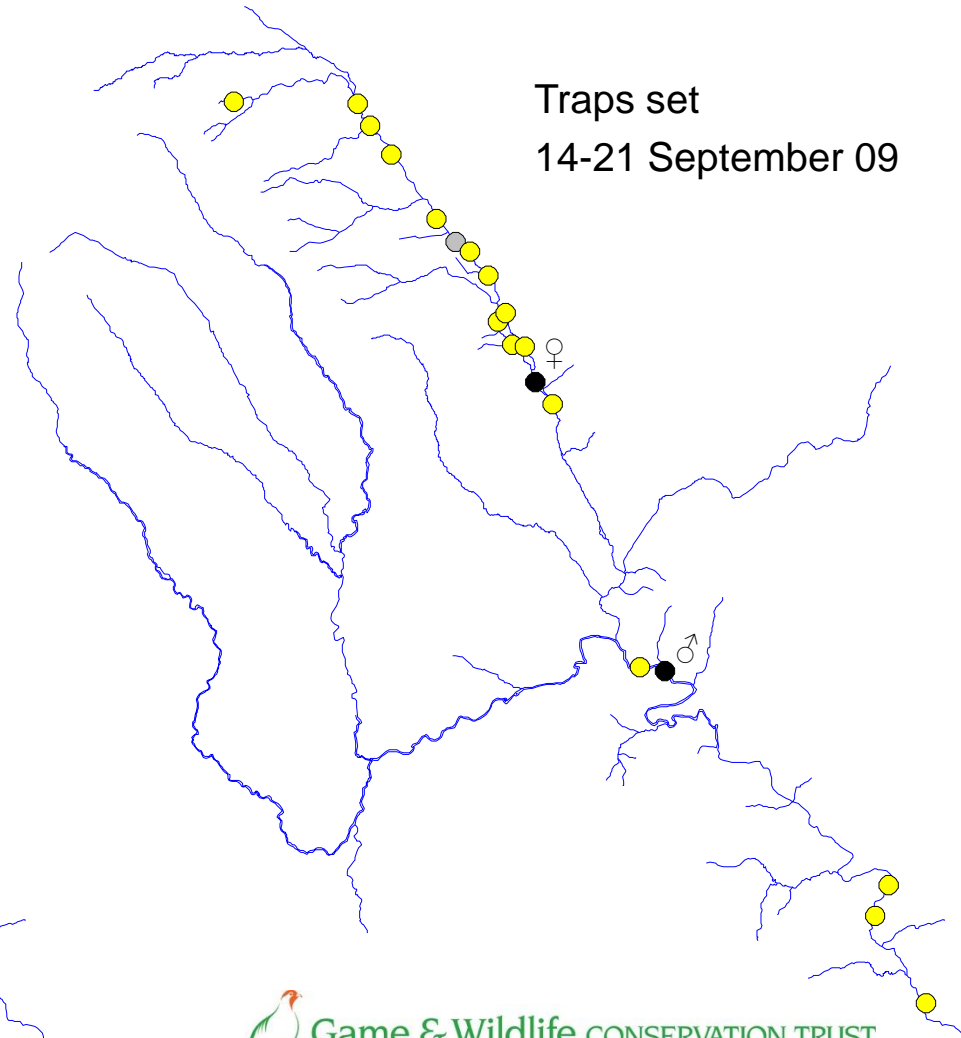 Traps set
14-21 September 09
♀
♂
Game & Wildlife CONSERVATION TRUST